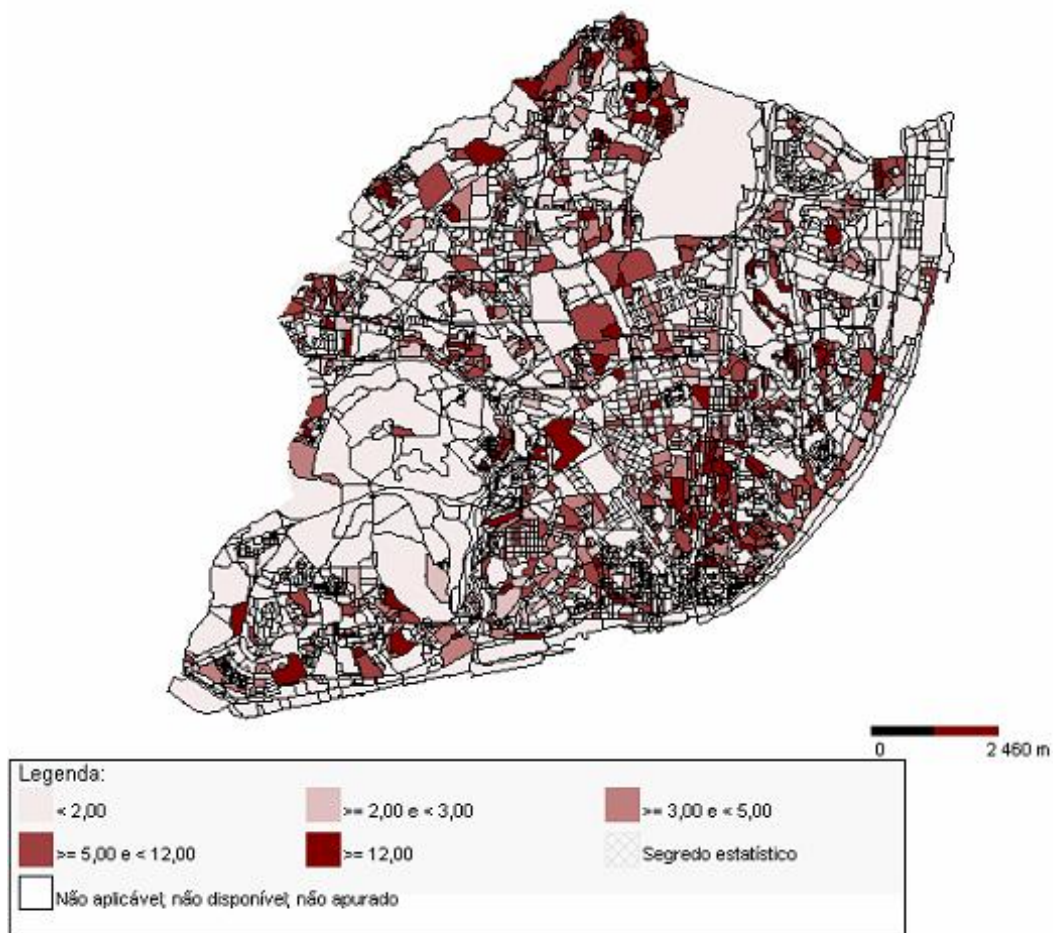 0 2 460 m
Legenda:
< 2,00 >= 2,00 e < 3,00 >= 3,00 e < 5,00
>= 5,00 e < 12,00 >= 12,00 Segredo estatístico
Não aplicável; não disponível; não apurado